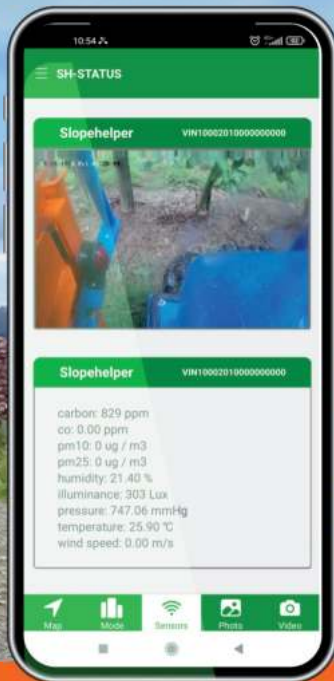 10:54
SH-STATUS
Slopehelper VIN10002010000000000
Slopehelper VIN10002010000000000
carbon: 829 ppm
co: 0.00 ppm
pm10: 0 ug / m3
pm25: 0 ug / m3
humidity: 21.40 %
illuminance: 303 Lux
pressure: 747.06 mmHg
temperature: 25.90 °C
wind speed: 0.00 m/s
Map Mode Sensors Photo Video